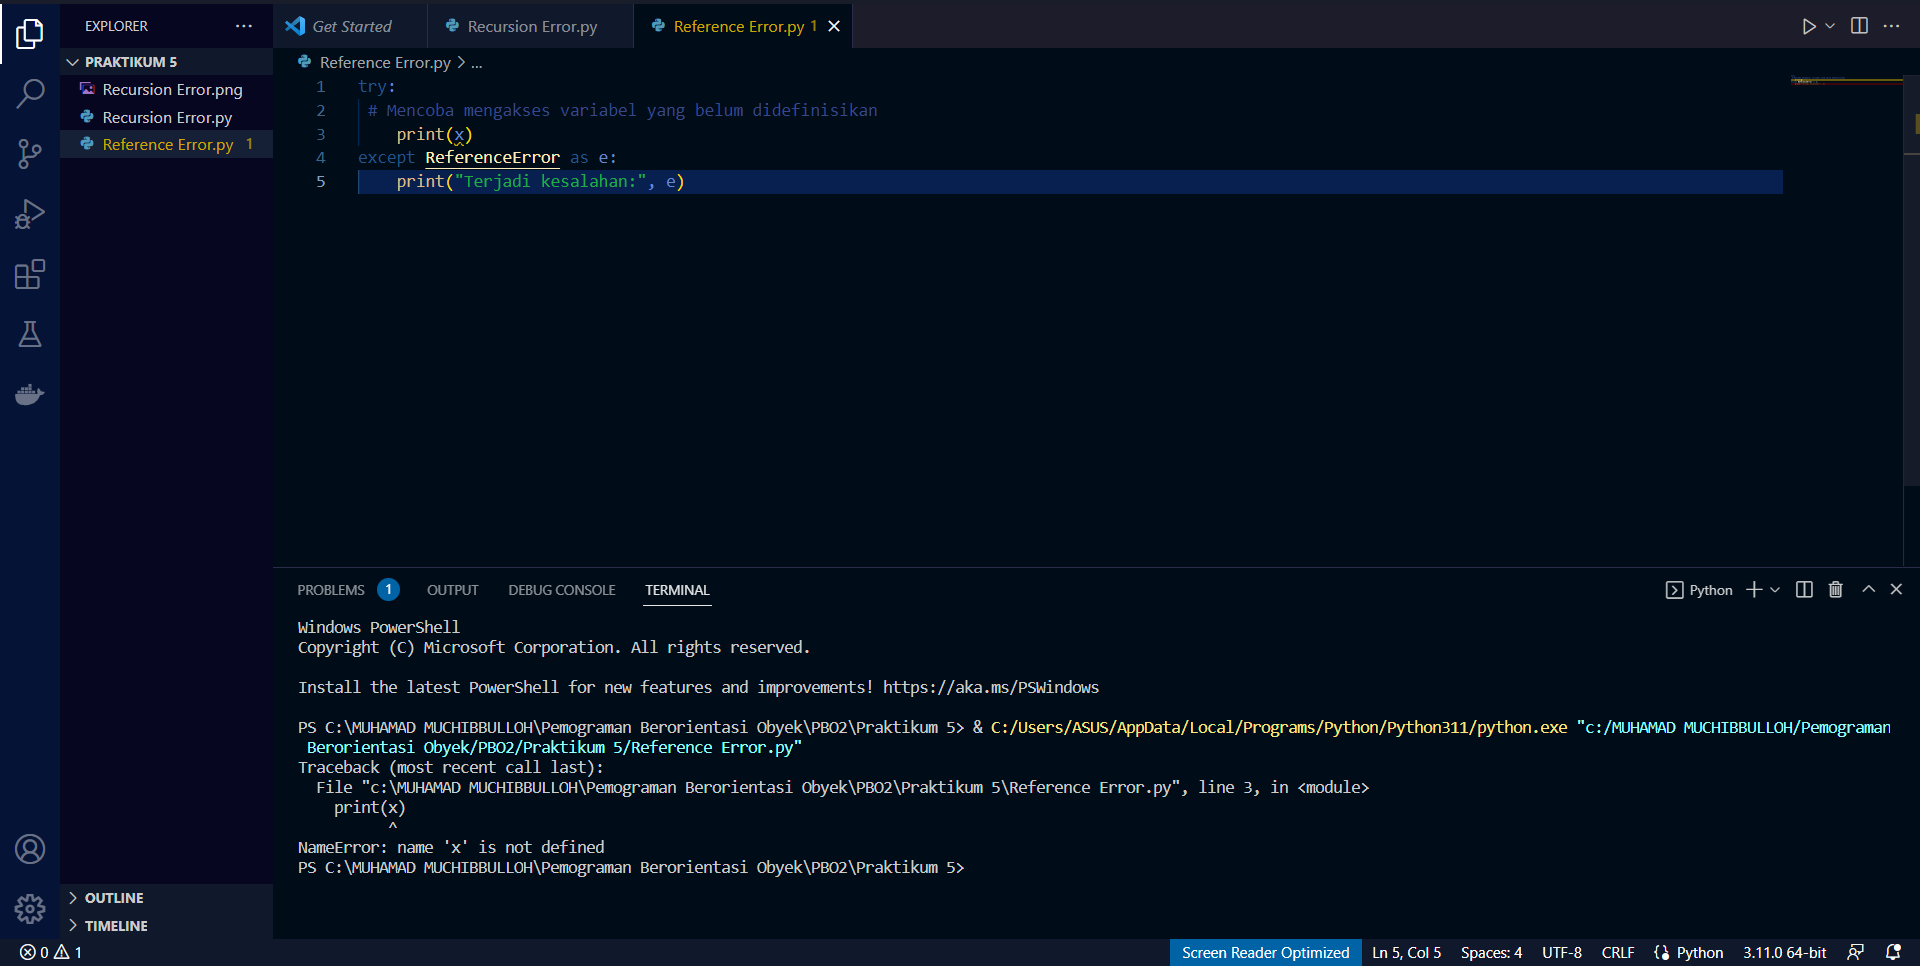 EXPLORER
Get Started
Recursion Error.py
Reference Error.py 1
PRAKTIKUM 5
Recursion Error.png
Recursion Error.py
Reference Error.py 1
OUTLINE
TIMELINE
Reference Error.py > ...
1 try:
2 # Mencoba mengakses variabel yang belum didefinisikan
3 print(x)
4 except ReferenceError as e:
5 print("Terjadi kesalahan:", e)
PROBLEMS 1 OUTPUT DEBUG CONSOLE TERMINAL
Python
Windows PowerShell
Copyright (C) Microsoft Corporation. All rights reserved.
Install the latest PowerShell for new features and improvements! https://aka.ms/PSWindows
PS C:\MUHAMAD MUCHIBBULLOH\Pemograman Berorientasi Obyek\PBO2\Praktikum 5> & C:/Users/ASUS/AppData/Local/Programs/Python/Python311/python.exe "c:/MUHAMAD MUCHIBBULLOH/Pemograman
Berorientasi Obyek/PBO2/Praktikum 5/Reference Error.py"
Traceback (most recent call last):
File "c:\MUHAMAD MUCHIBBULLOH\Pemograman Berorientasi Obyek\PBO2\Praktikum 5\Reference Error.py", line 3, in <module>
print(x)
^
NameError: name 'x' is not defined
PS C:\MUHAMAD MUCHIBBULLOH\Pemograman Berorientasi Obyek\PBO2\Praktikum 5>
0 1
Screen Reader Optimized Ln 5, Col 5 Spaces: 4 UTF-8 CRLF Python 3.11.0 64-bit